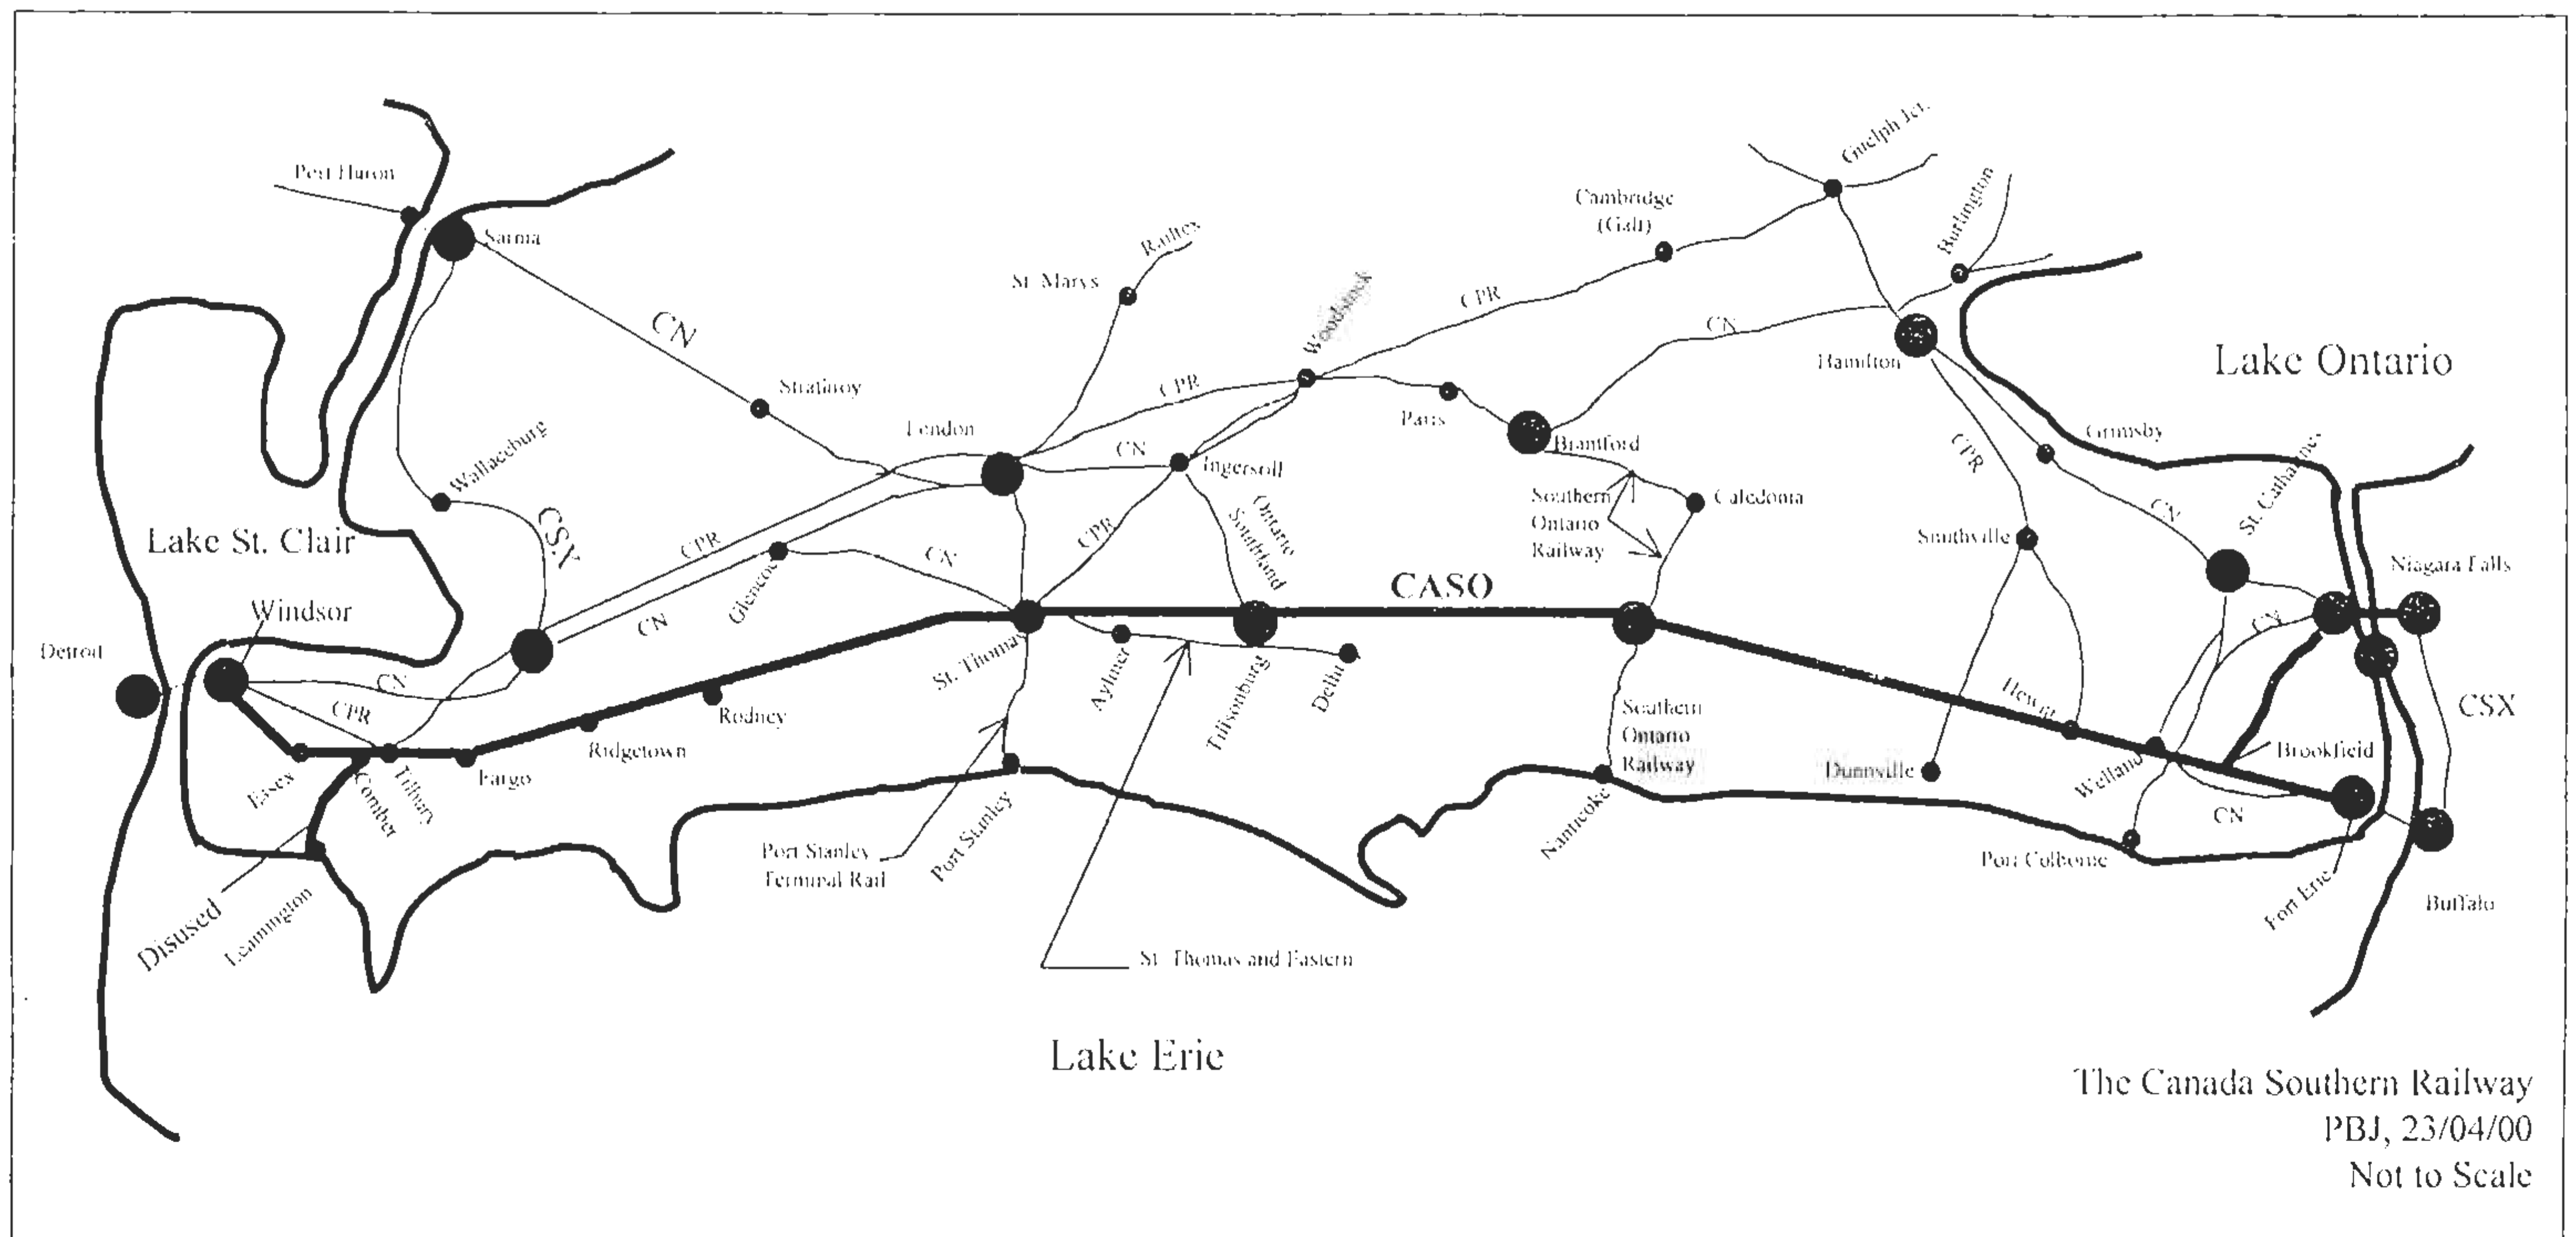 Port Huron
Sarnia
CN
Strathroy
Wallaceburg
CSX
Lake St. Clair
Windsor
Detroit
CN
CPR
Essex
Comber
Tilbury
Fargo
Ridgetown
Rodney
Disused
Leamington
CPR
CN
Glencoe
CN
London
St. Marys
Railtex
CPR
CN
Ingersoll
CPR
Ontario
Southland
Woodstock
CPR
Cambridge
(Galt)
Guelph Jct.
Burlington
Paris
Brantford
CN
Hamilton
Lake Ontario
Southern
Ontario
Railway
Caledonia
CPR
Grimsby
CN
St. Catharines
Smithville
Niagara Falls
CN
CASO
St. Thomas
Aylmer
Tillsonburg
Delhi
Port Stanley
Terminal Rail
Port Stanley
St. Thomas and Eastern
Southern
Ontario
Railway
Nanticoke
Dunnville
Hewitt
Welland
Brookfield
CN
Port Colborne
Fort Erie
CSX
Buffalo
Lake Erie
The Canada Southern Railway
PBJ, 23/04/00
Not to Scale